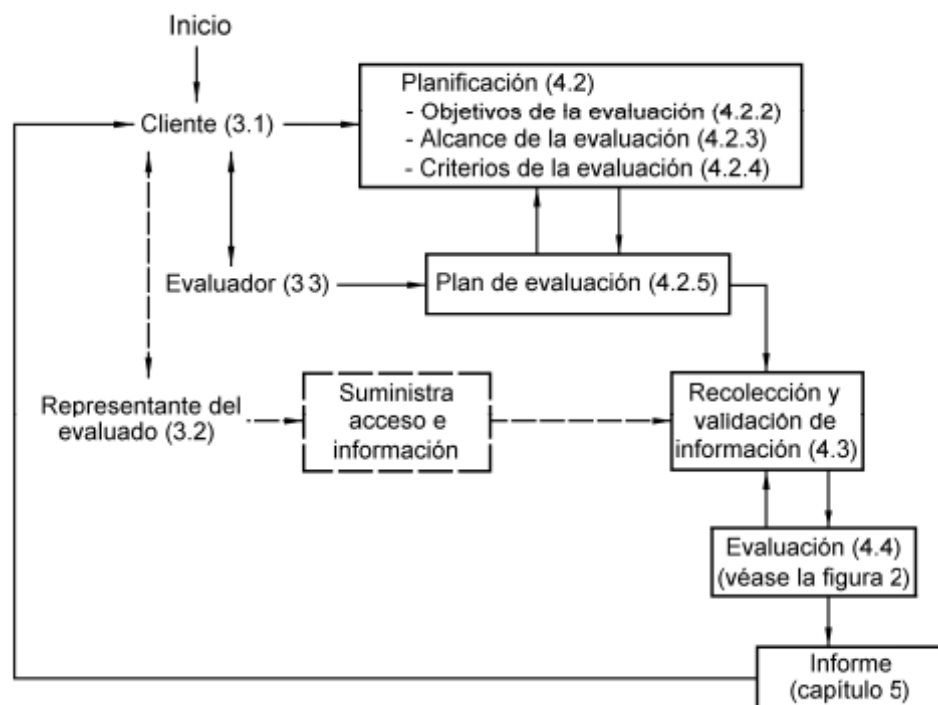 Inicio
Cliente (3.1)
Planificación (4.2)
- Objetivos de la evaluación (4.2.2)
- Alcance de la evaluación (4.2.3)
- Criterios de la evaluación (4.2.4)
Evaluador (3 3)
Plan de evaluación (4.2.5)
Representante del
evaluado (3.2)
Suministra
acceso e
información
Recolección y
validación de
información (4.3)
Evaluación (4.4)
(véase la figura 2)
Informe
(capítulo 5)